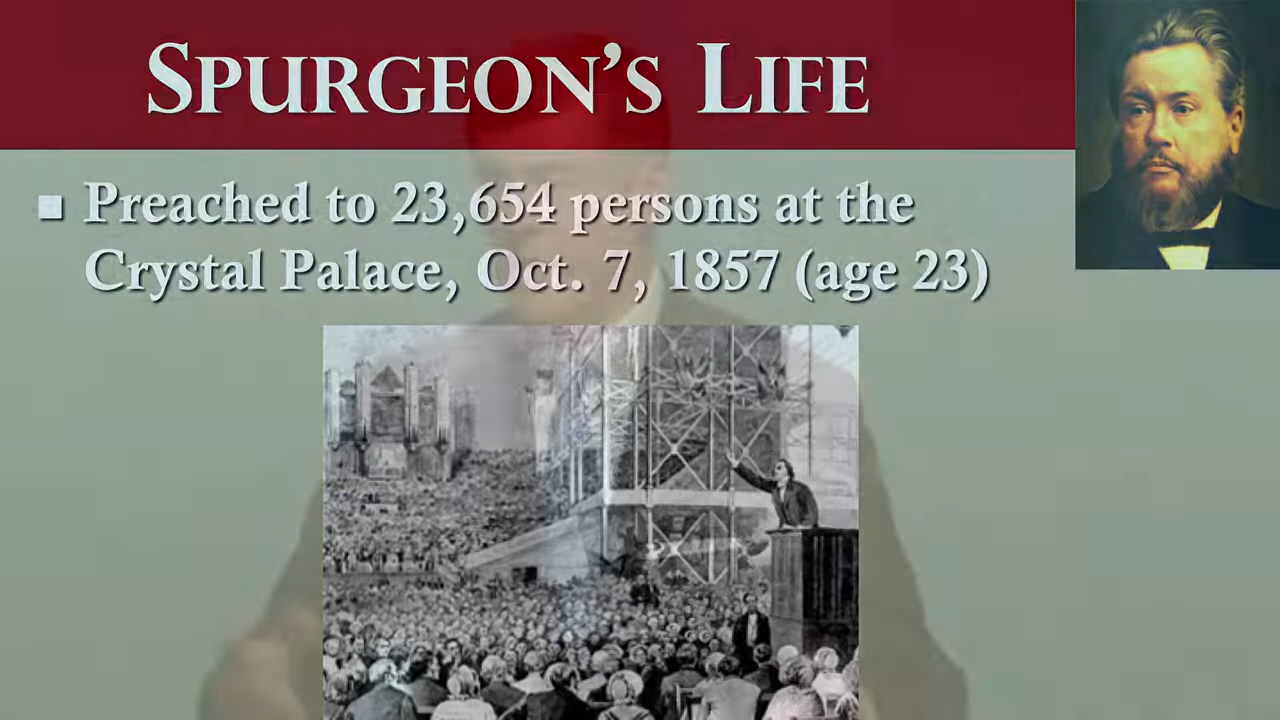 Spurgeon's Life
Preached to 23,654 persons at the
Crystal Palace, Oct. 7, 1857 (age 23)